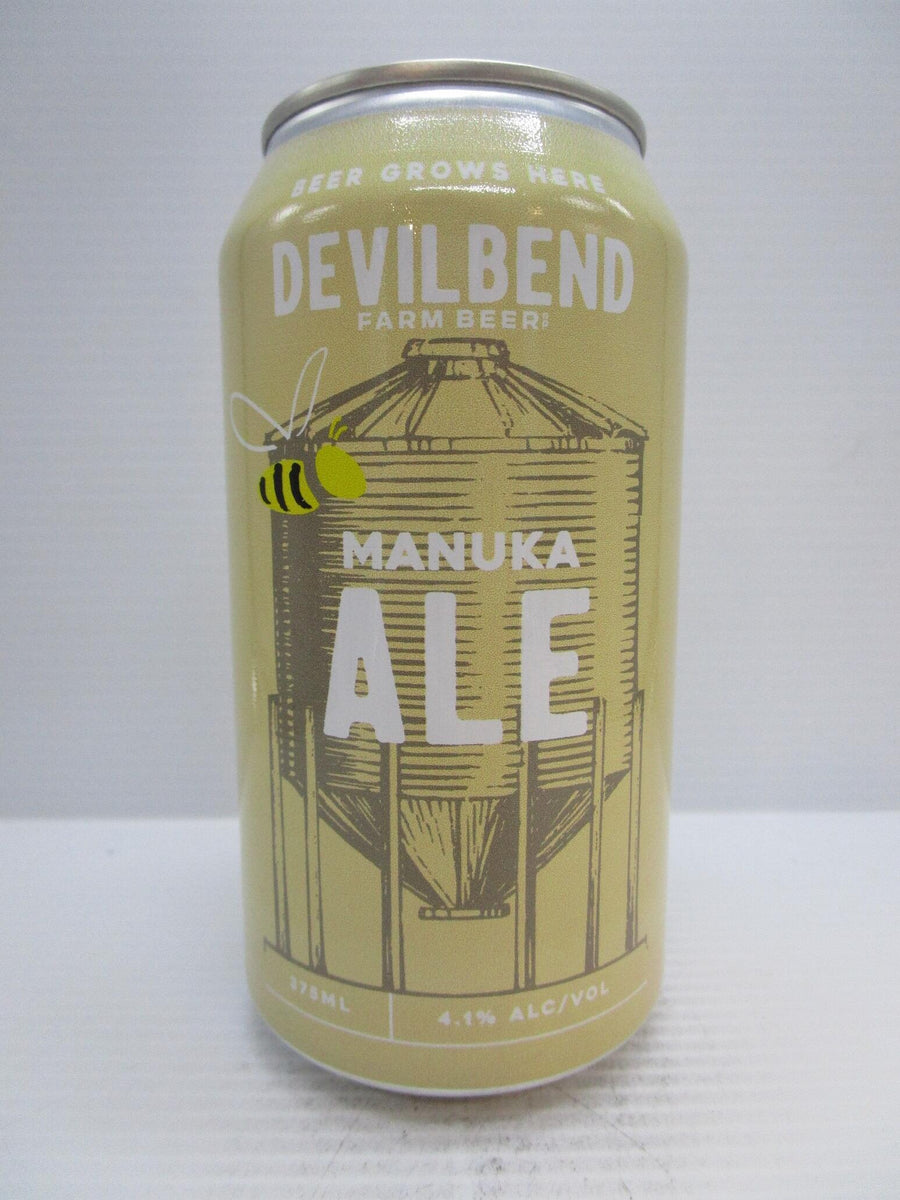 BEER GROWS HERE
DEVILBEND
FARM BEER
MANUKA
ALE
375ML
4.1% ALC/VOL